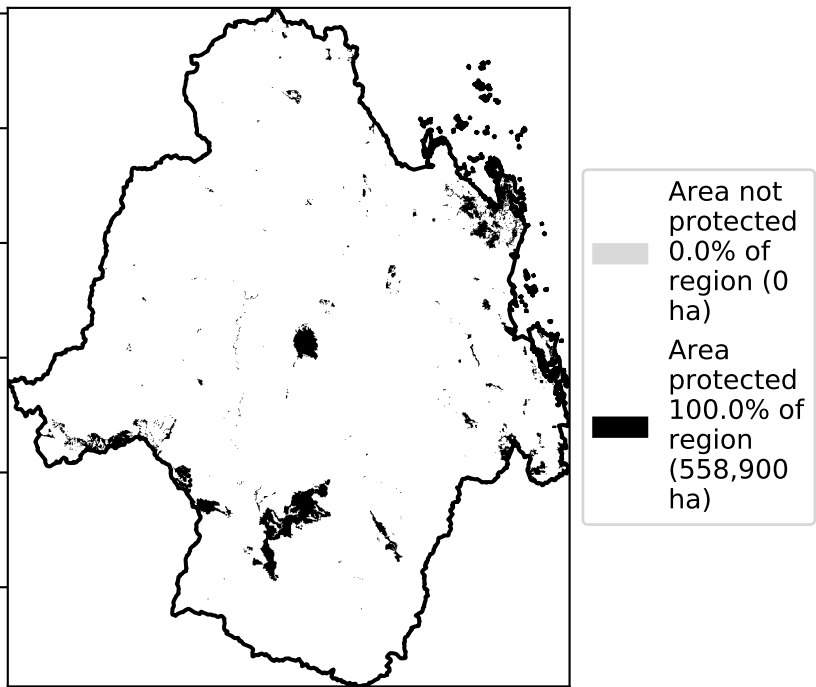 Area not
protected
0.0% of
region (0
ha)
Area
protected
100.0% of
region
(558,900
ha)